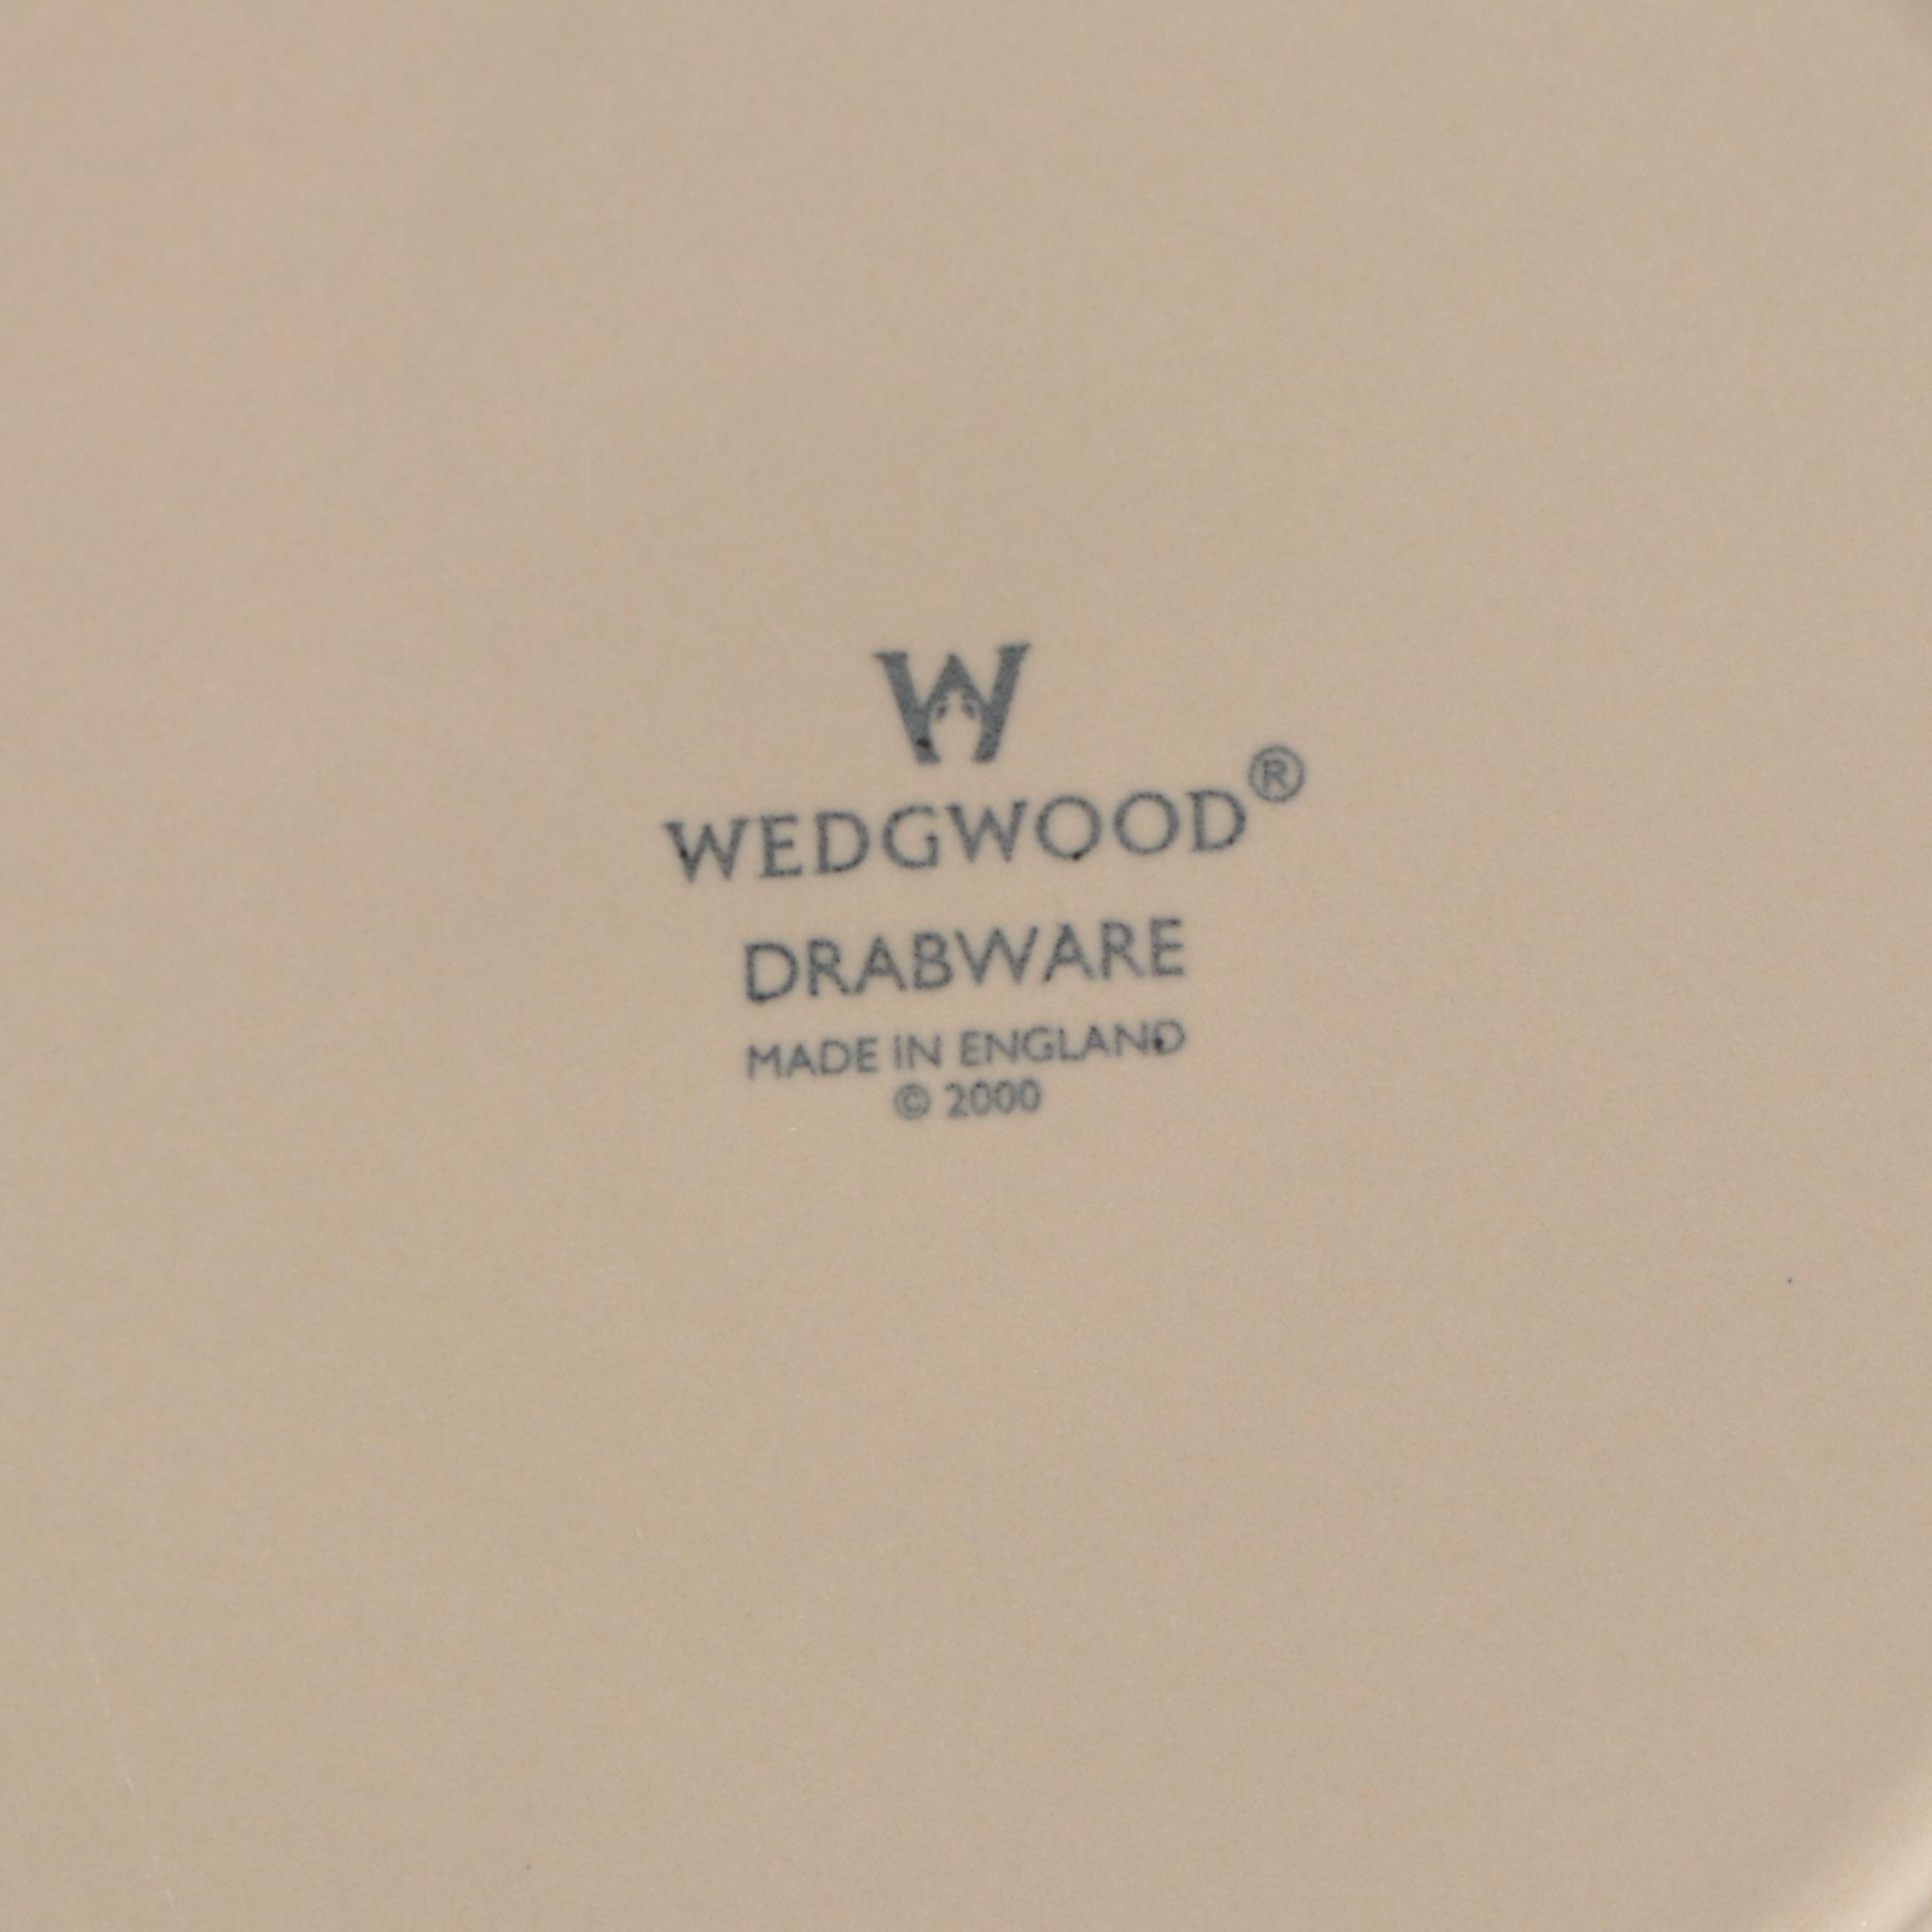 W
WEDGWOOD®
DRABWARE
MADE IN ENGLAND
© 2000